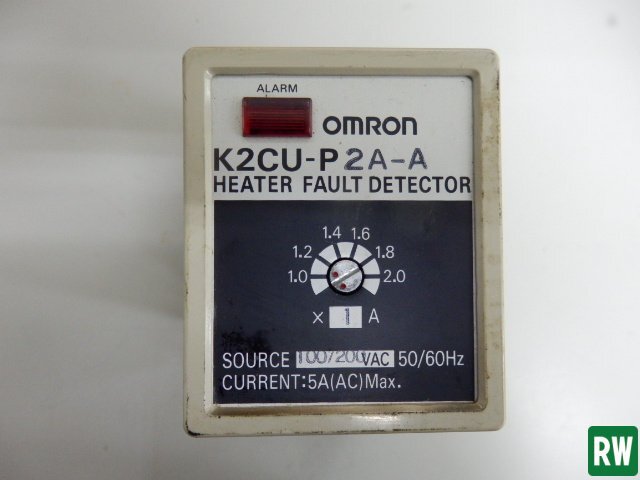 ALARM
OMRON
K2CU-P2A-A
HEATER FAULT DETECTOR
1.4 1.6
1.2 1.8
1.0 2.0
× 1 A
SOURCE 100/200 VAC 50/60Hz
CURRENT:5A(AC)Max.
RW